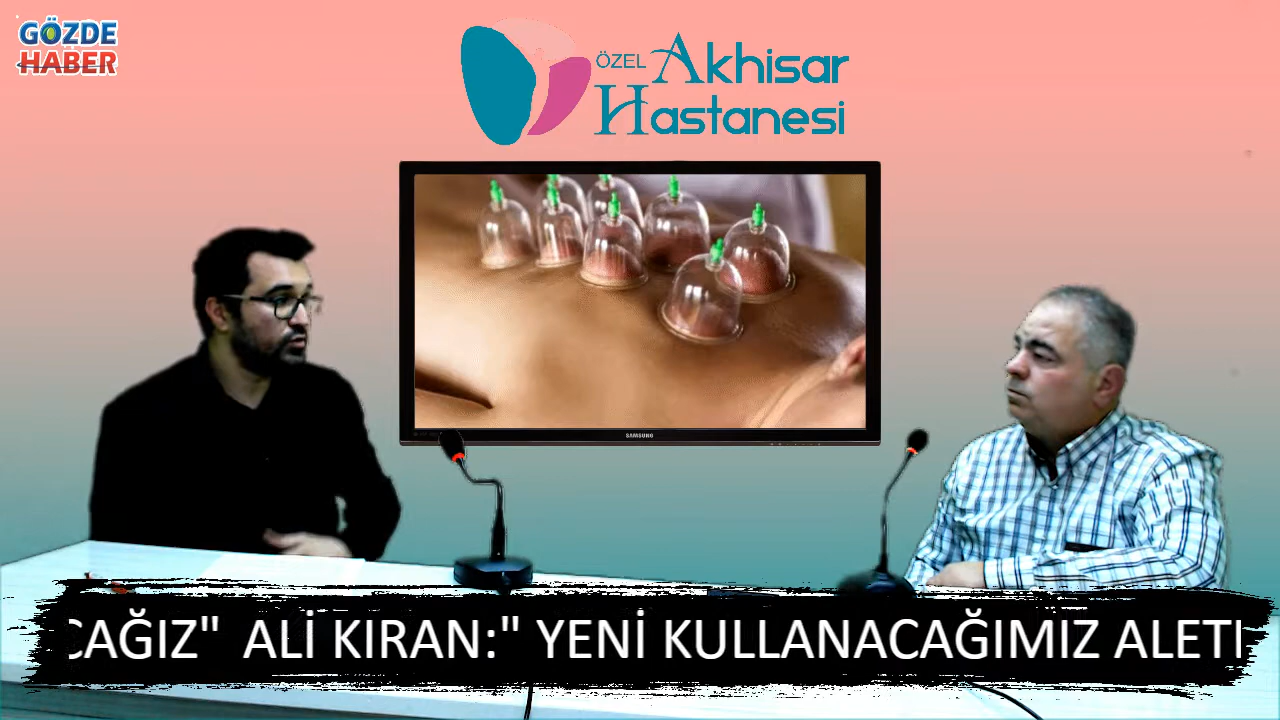 GÖZDE
HABER
ÖZEL Akhisar
Hastanesi
SAMSUNG
CAĞIZ" ALİ KIRAN:" YENİ KULLANACAĞIMIZ ALETI